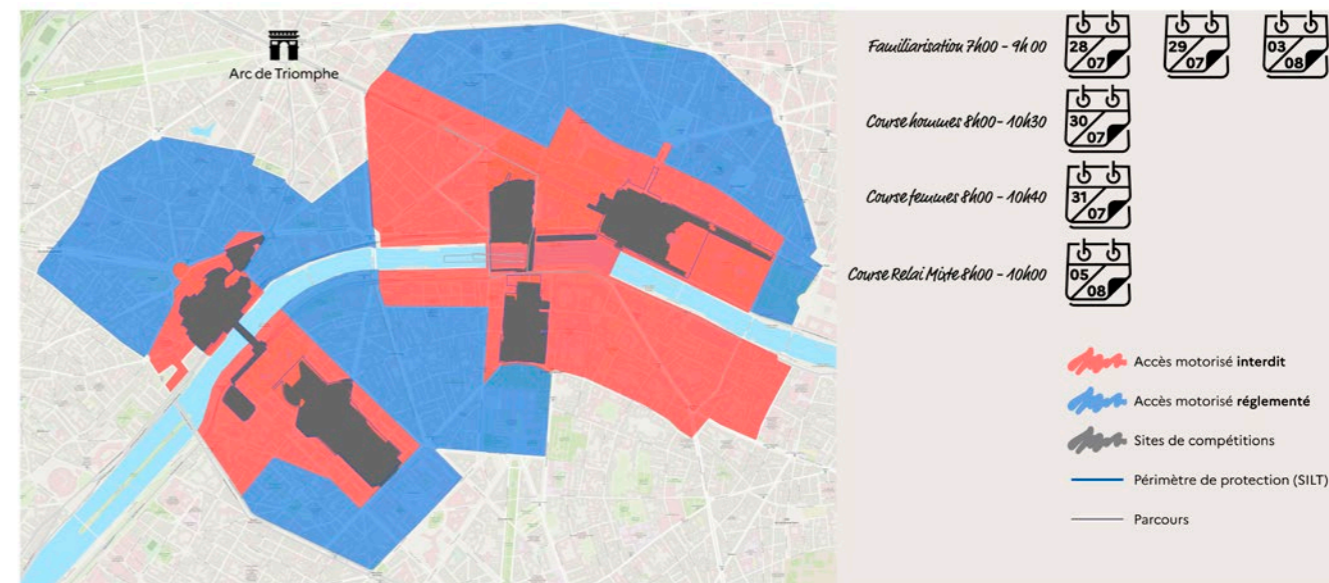 Arc de Triomphe
Familiarisation 7h00 - 9h00
28
07
29
07
03
08
Course hommes 8h00 - 10h30
30
07
Course femmes 8h00 - 10h40
31
07
Course Relai Mixte 8h00 - 10h00
05
08
Accès motorisé interdit
Accès motorisé réglementé
Sites de compétitions
Périmètre de protection (SILT)
Parcours